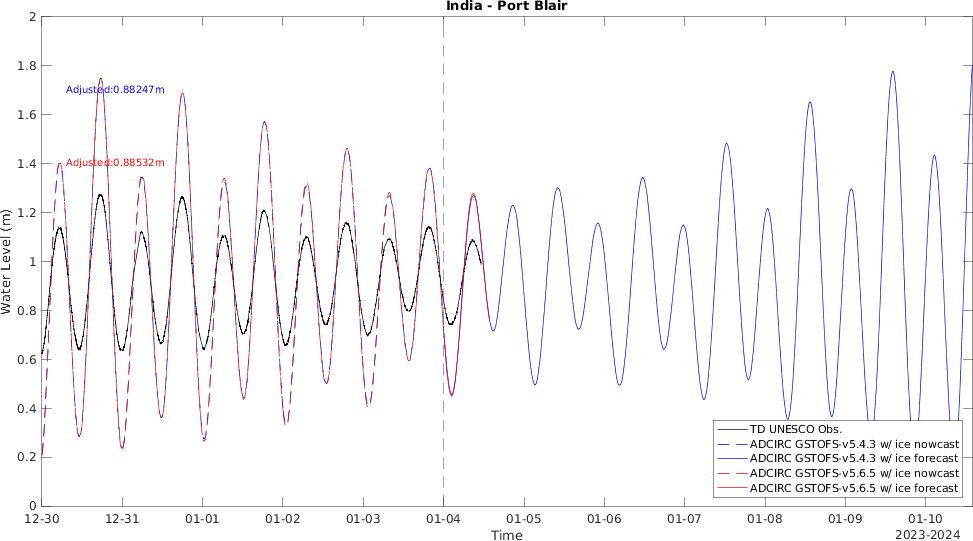 India - Port Blair
2
1.8
1.6
1.4
1.2
1
0.8
0.6
0.4
0.2
0
Water Level (m)
Adjusted:0.88247m
Adjusted:0.88532m
TD UNESCO Obs.
ADCIRC GSTOFS-v5.4.3 w/ ice nowcast
ADCIRC GSTOFS-v5.4.3 w/ ice forecast
ADCIRC GSTOFS-v5.6.5 w/ ice nowcast
ADCIRC GSTOFS-v5.6.5 w/ ice forecast
12-30 12-31 01-01 01-02 01-03 01-04 01-05 01-06 01-07 01-08 01-09 01-10
Time
2023-2024